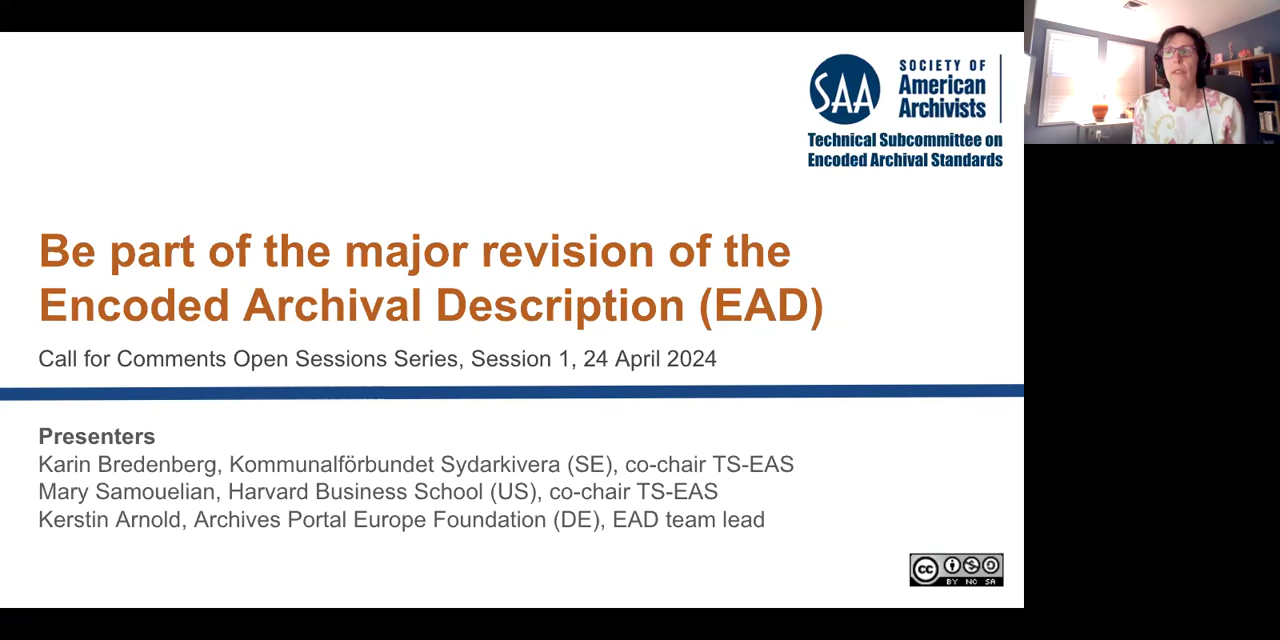 SAA
SOCIETY OF
American
Archivists
Technical Subcommittee on
Encoded Archival Standards
Be part of the major revision of the
Encoded Archival Description (EAD)
Call for Comments Open Sessions Series, Session 1, 24 April 2024
Presenters
Karin Bredenberg, Kommunalförbundet Sydarkivera (SE), co-chair TS-EAS
Mary Samouelian, Harvard Business School (US), co-chair TS-EAS
Kerstin Arnold, Archives Portal Europe Foundation (DE), EAD team lead
cc
BY NC SA